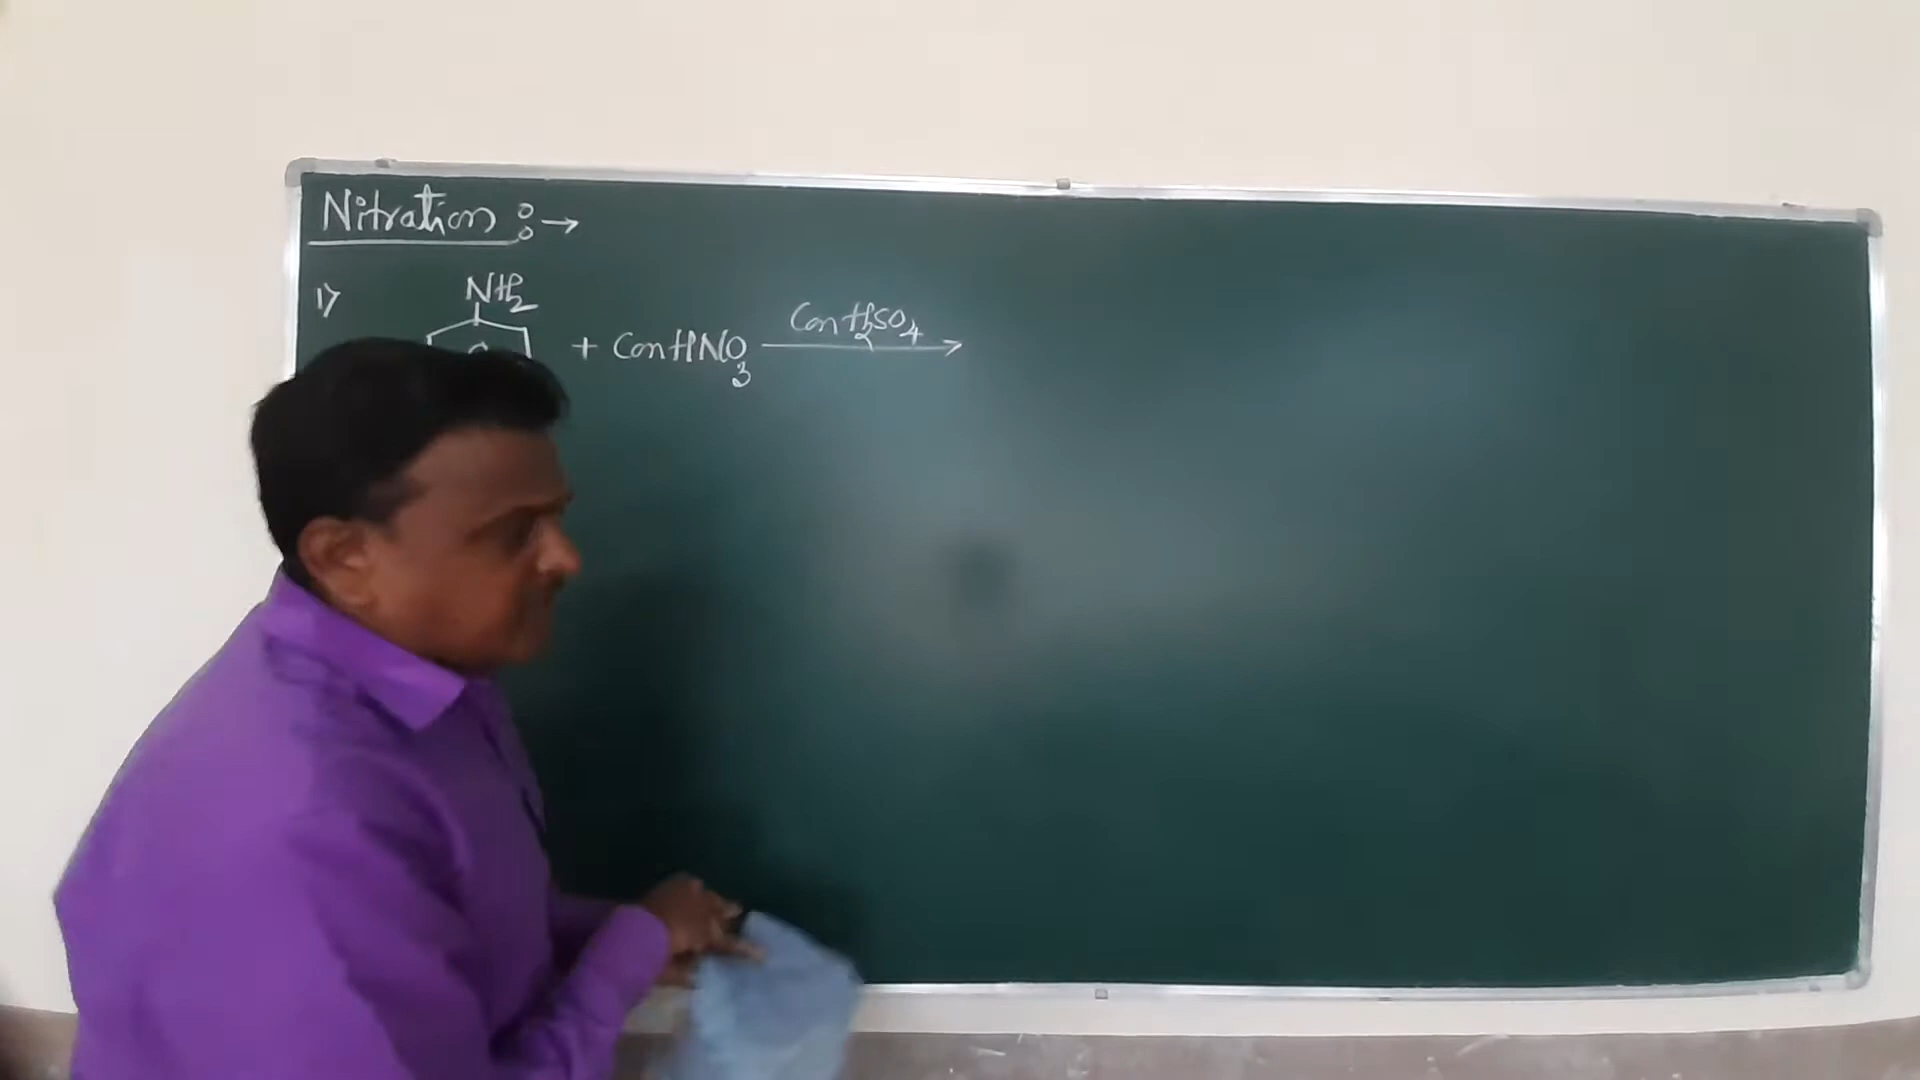 Nitration :→
1)
NH2
+ Con HNO3 Con H2SO4 →